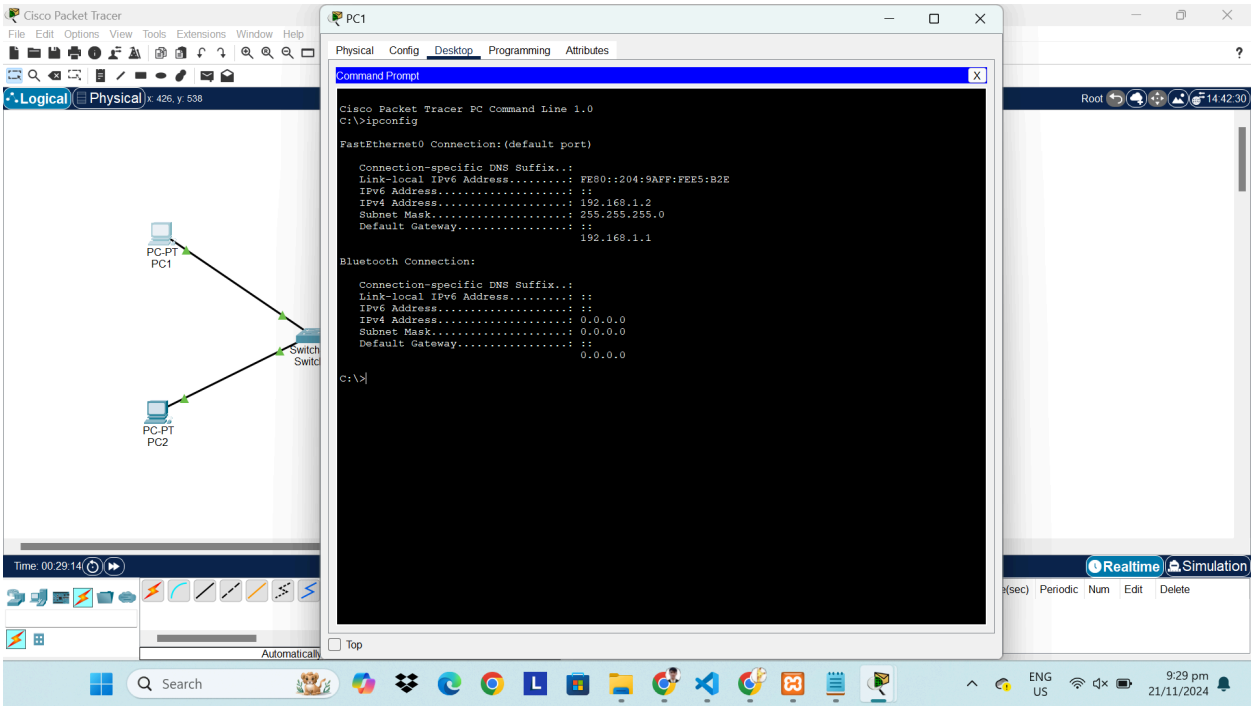 Cisco Packet Tracer
File Edit Options View Tools Extensions Window Help
Logical
Physical
x: 426, y: 538
Root
14:42:30
PC-PT
PC1
Switch
PC-PT
PC2
PC1
Physical Config Desktop Programming Attributes
Command Prompt
X
Cisco Packet Tracer PC Command Line 1.0
C:\>ipconfig
FastEthernet0 Connection:(default port)
Connection-specific DNS Suffix..:
Link-local IPv6 Address.........: FE80::204:9AFF:FEE5:B2E
IPv6 Address....................: ::
IPv4 Address....................: 192.168.1.2
Subnet Mask.....................: 255.255.255.0
Default Gateway.................: ::
192.168.1.1
Bluetooth Connection:
Connection-specific DNS Suffix..:
Link-local IPv6 Address.........: ::
IPv6 Address....................: ::
IPv4 Address....................: 0.0.0.0
Subnet Mask.....................: 0.0.0.0
Default Gateway.................: ::
0.0.0.0
C:\>
Top
Time: 00:29:14
Realtime
Simulation
(sec) Periodic Num Edit Delete
Automatically
Search
L
ENG
US
9:29 pm
21/11/2024